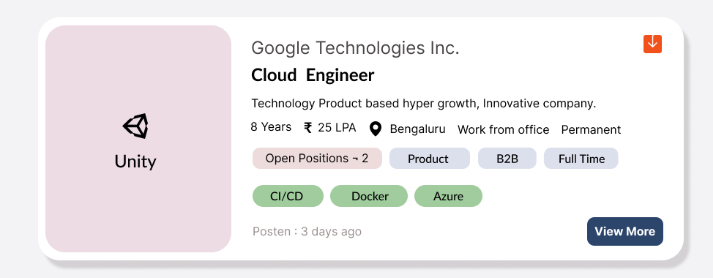 Unity
Google Technologies Inc.
Cloud Engineer
Technology Product based hyper growth, Innovative company.
8 Years ₹ 25 LPA Bengaluru Work from office Permanent
Open Positions ¬ 2 Product B2B Full Time
CI/CD Docker Azure
Posten : 3 days ago View More